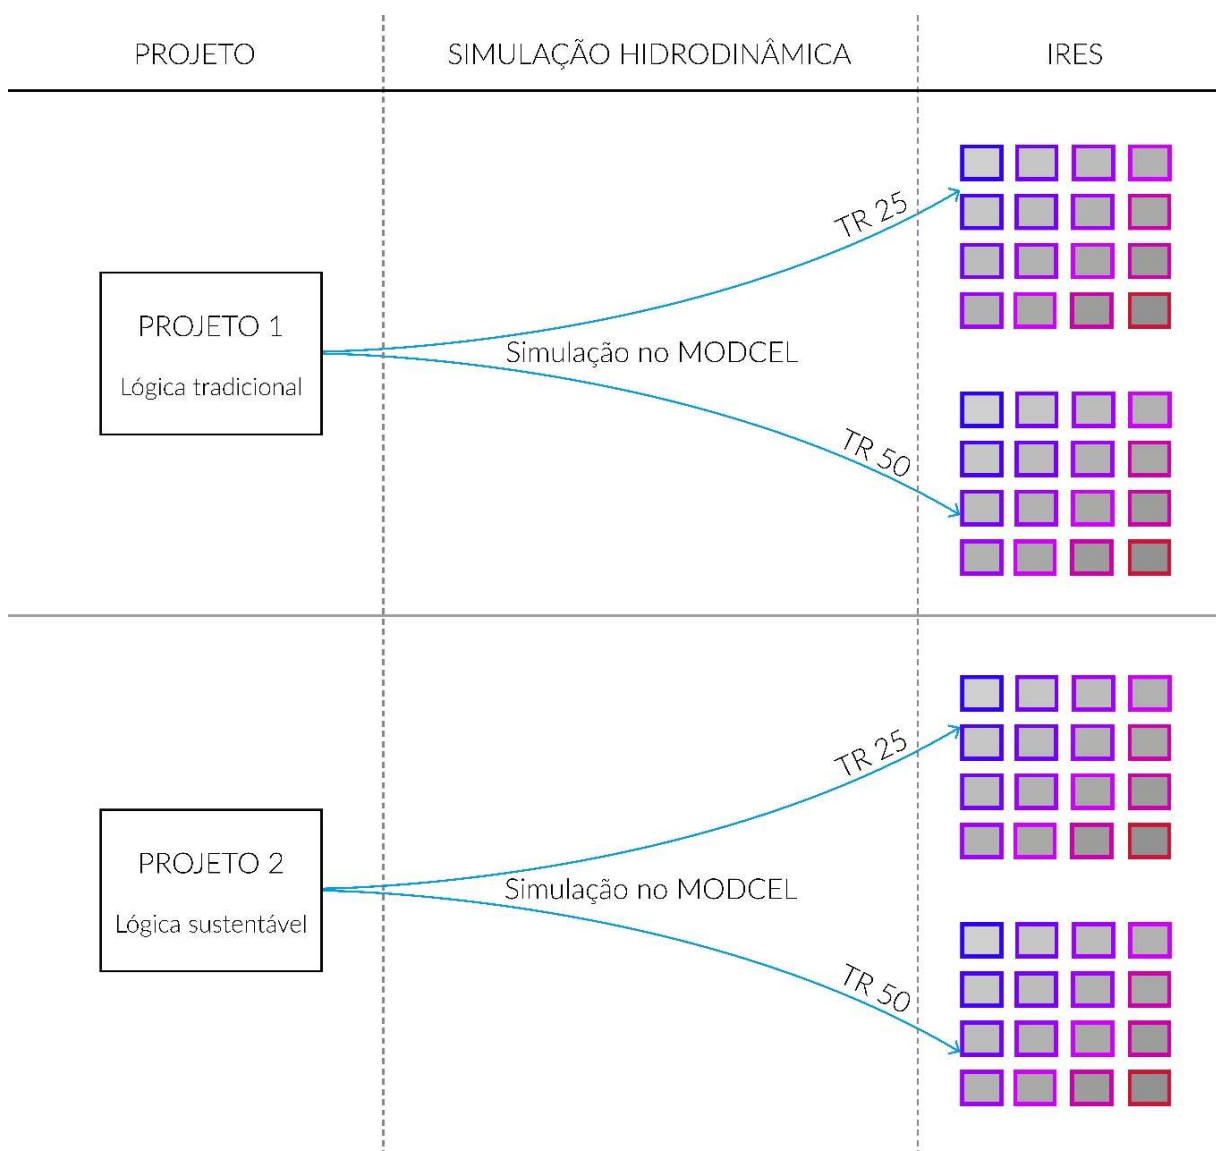 PROJETO
SIMULAÇÃO HIDRODINÂMICA
IRES
TR 25
PROJETO 1
Lógica tradicional
Simulação no MODCEL
TR 50
TR 25
PROJETO 2
Lógica sustentável
Simulação no MODCEL
TR 50